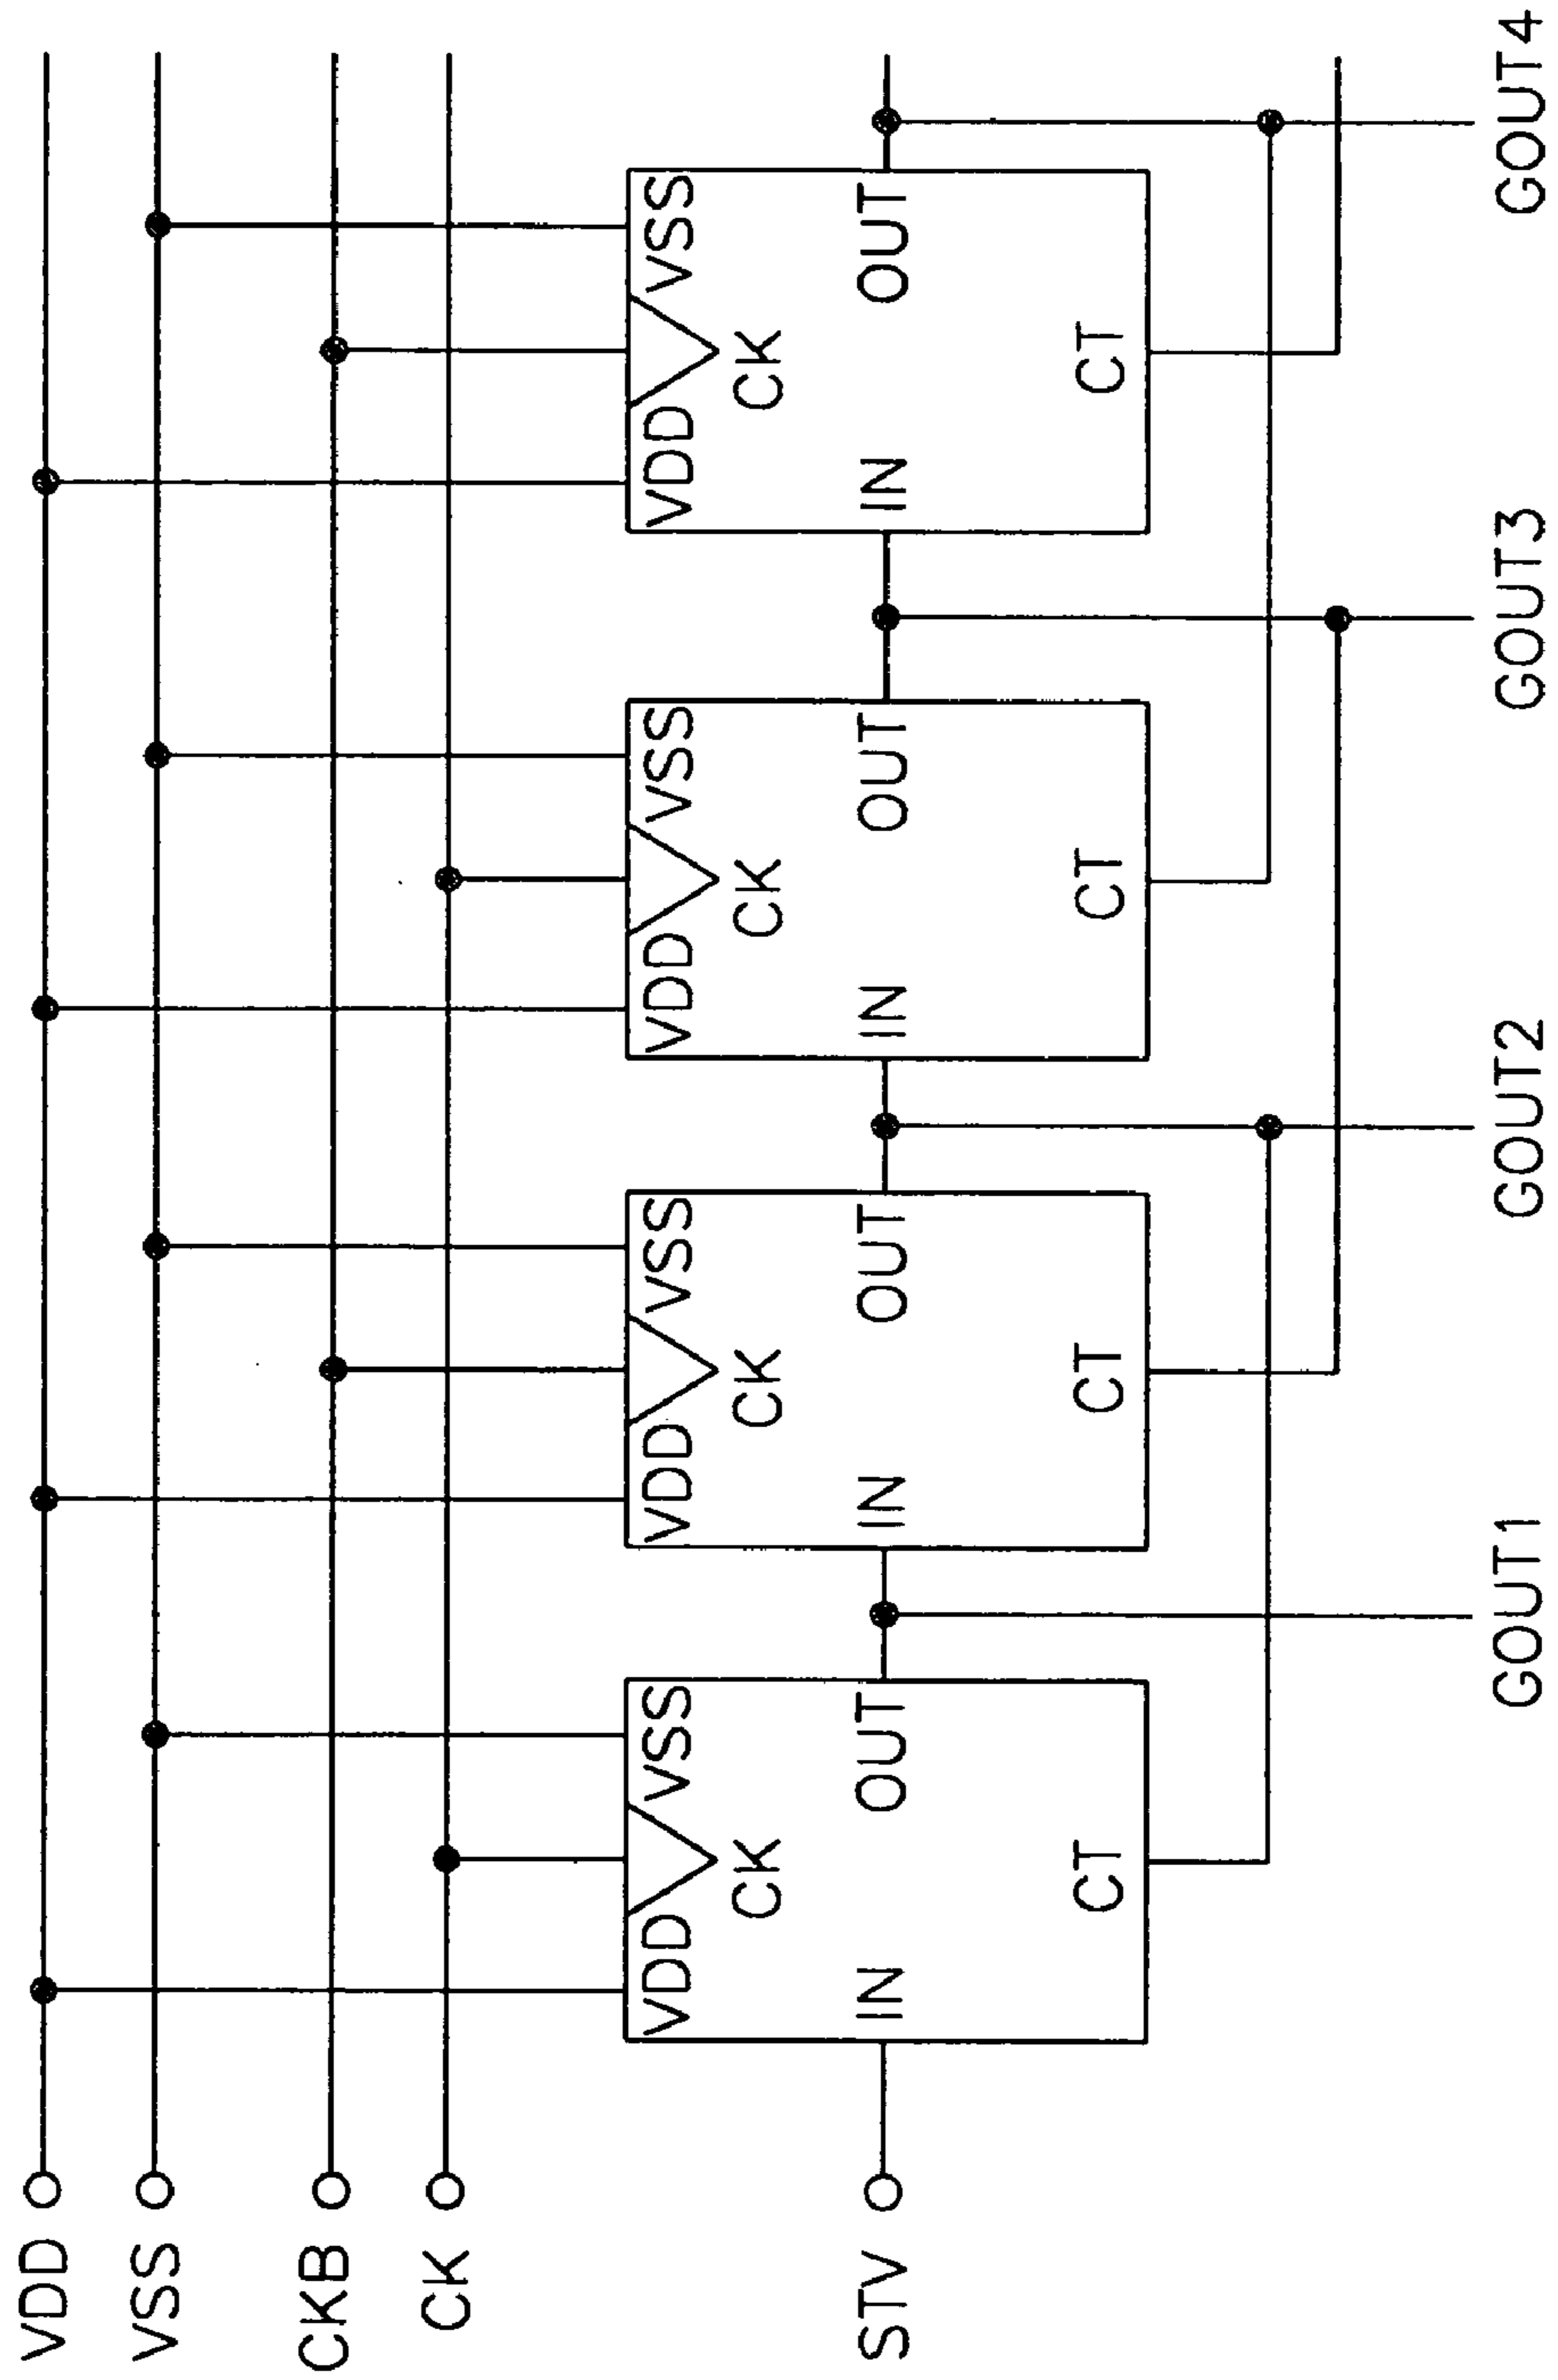 VDD
VSS
CKB
CK
STV
VDD
CK
VSS
IN
OUT
CT
VDD
CK
VSS
IN
OUT
CT
VDD
CK
VSS
IN
OUT
CT
VDD
CK
VSS
IN
OUT
CT
GOUT1
GOUT2
GOUT3
GOUT4